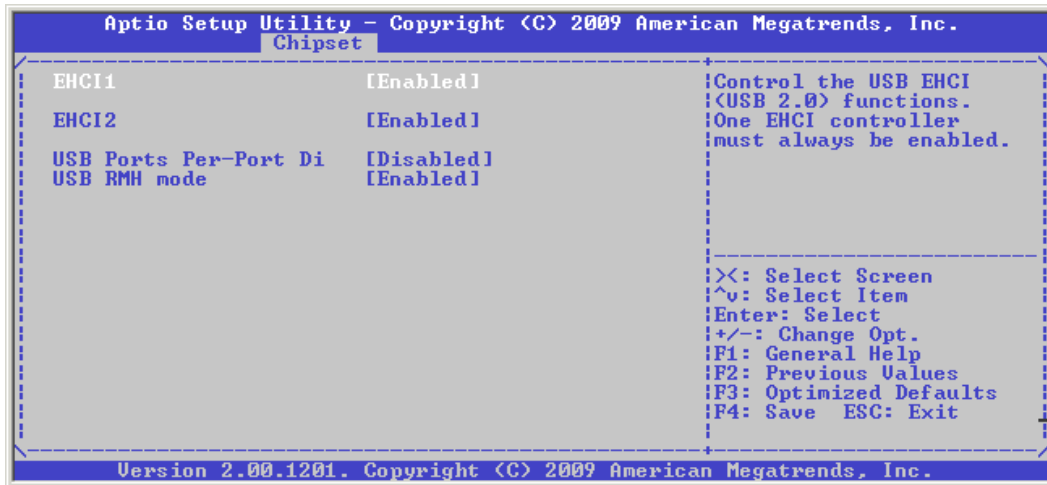 Aptio Setup Utility - Copyright (C) 2009 American Megatrends, Inc.
Chipset
EHCI1 [Enabled]
EHCI2 [Enabled]
USB Ports Per-Port Di [Disabled]
USB RMH mode [Enabled]
Control the USB EHCI
(USB 2.0) functions.
One EHCI controller
must always be enabled.
><: Select Screen
^v: Select Item
Enter: Select
+/-: Change Opt.
F1: General Help
F2: Previous Values
F3: Optimized Defaults
F4: Save ESC: Exit
Version 2.00.1201. Copyright (C) 2009 American Megatrends, Inc.